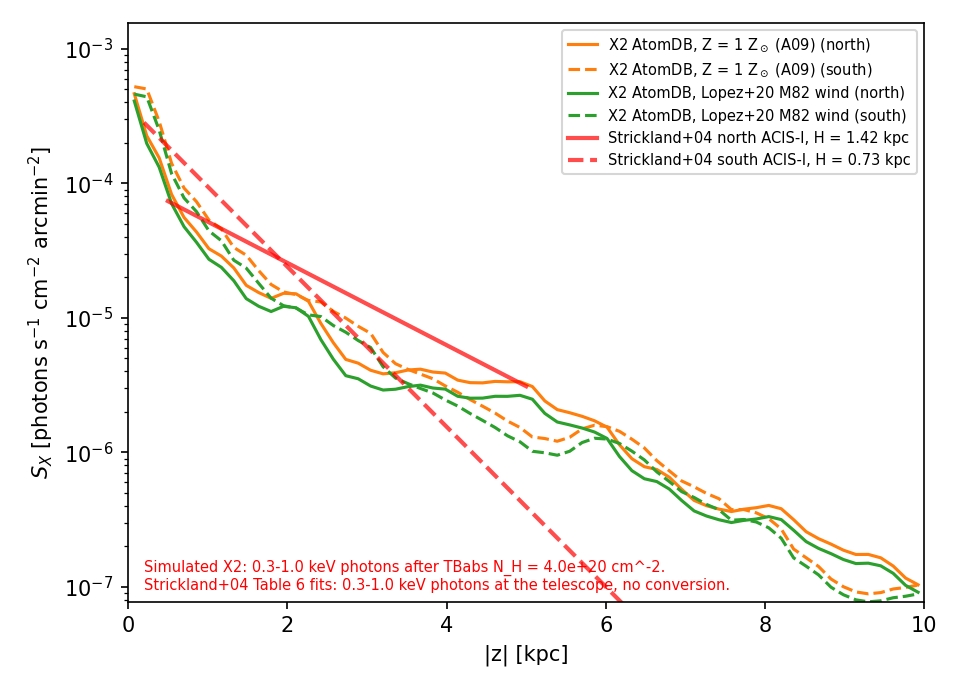 10⁻³
10⁻⁴
10⁻⁵
10⁻⁶
10⁻⁷
S_X [photons s⁻¹ cm⁻² arcmin⁻²]
X2 AtomDB, Z = 1 Z⊙ (A09) (north)
X2 AtomDB, Z = 1 Z⊙ (A09) (south)
X2 AtomDB, Lopez+20 M82 wind (north)
X2 AtomDB, Lopez+20 M82 wind (south)
Strickland+04 north ACIS-I, H = 1.42 kpc
Strickland+04 south ACIS-I, H = 0.73 kpc
Simulated X2: 0.3-1.0 keV photons after TBabs N_H = 4.0e+20 cm^-2.
Strickland+04 Table 6 fits: 0.3-1.0 keV photons at the telescope, no conversion.
0 2 4 6 8 10
|z| [kpc]